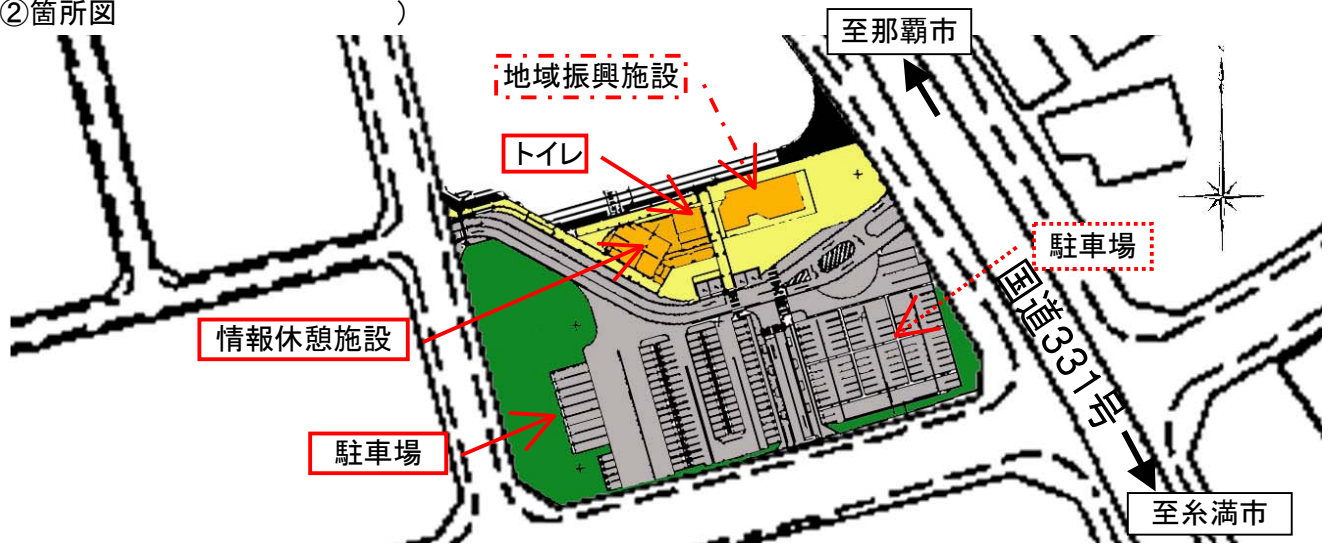 ②箇所図 )
至那覇市
地域振興施設
トイレ
駐車場
国道331号
情報休憩施設
駐車場
至糸満市